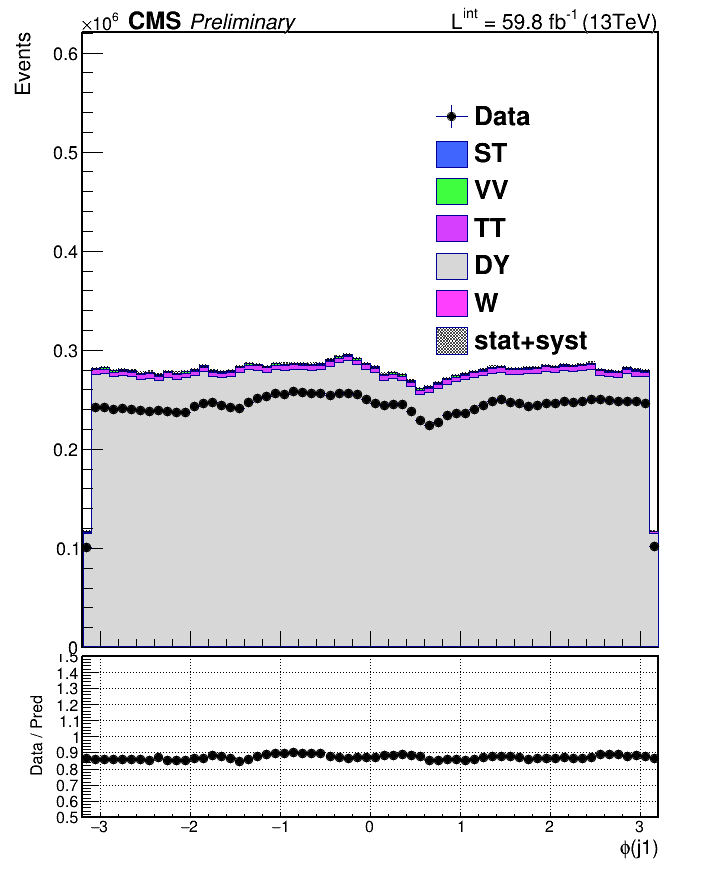 ×10⁶ CMS Preliminary L^int = 59.8 fb⁻¹ (13TeV)
Events
0.6
0.5
0.4
0.3
0.2
0.1
0
Data
ST
VV
TT
DY
W
stat+syst
Data / Pred
1.5
1.4
1.3
1.2
1.1
1
0.9
0.8
0.7
0.6
0.5
−3 −2 −1 0 1 2 3
ϕ(j1)